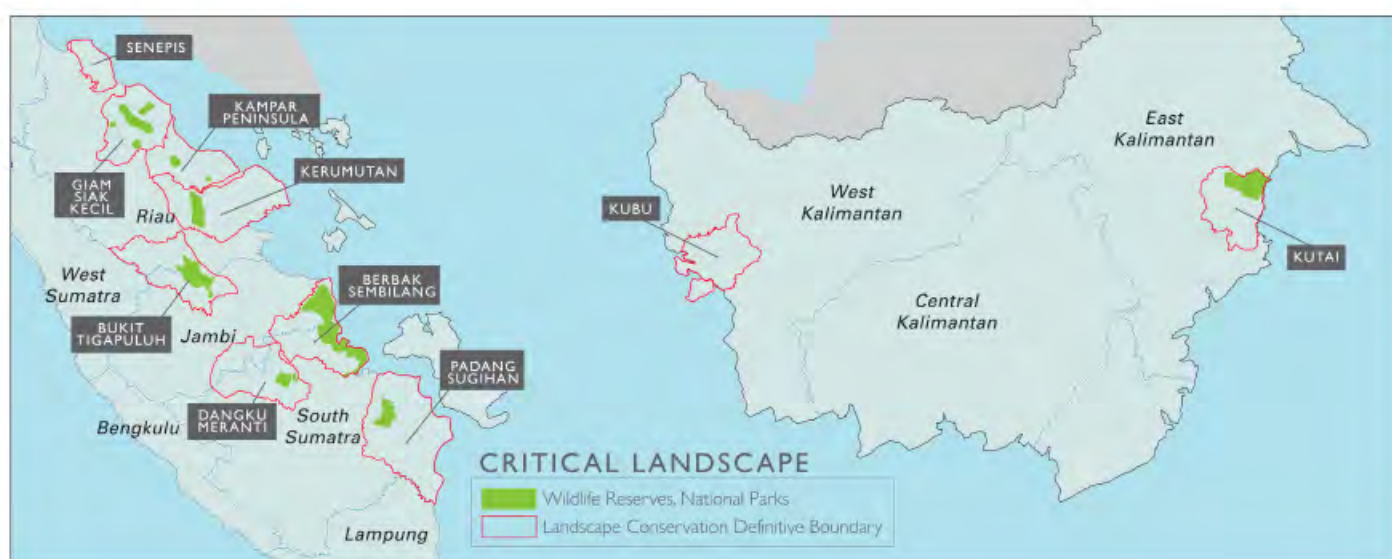 SENEPIS
KAMPAR
PENINSULA
KERUMUTAN
GIAM
SIAK
KECIL
Riau
West
Sumatra
BUKIT
TIGAPULUH
Jambi
BERBAK
SEMBILANG
PADANG
SUGIHAN
DANGKU
MERANTI
Bengkulu
South
Sumatra
Lampung
KUBU
West
Kalimantan
Central
Kalimantan
East
Kalimantan
KUTAI
CRITICAL LANDSCAPE
Wildlife Reserves, National Parks
Landscape Conservation Definitive Boundary